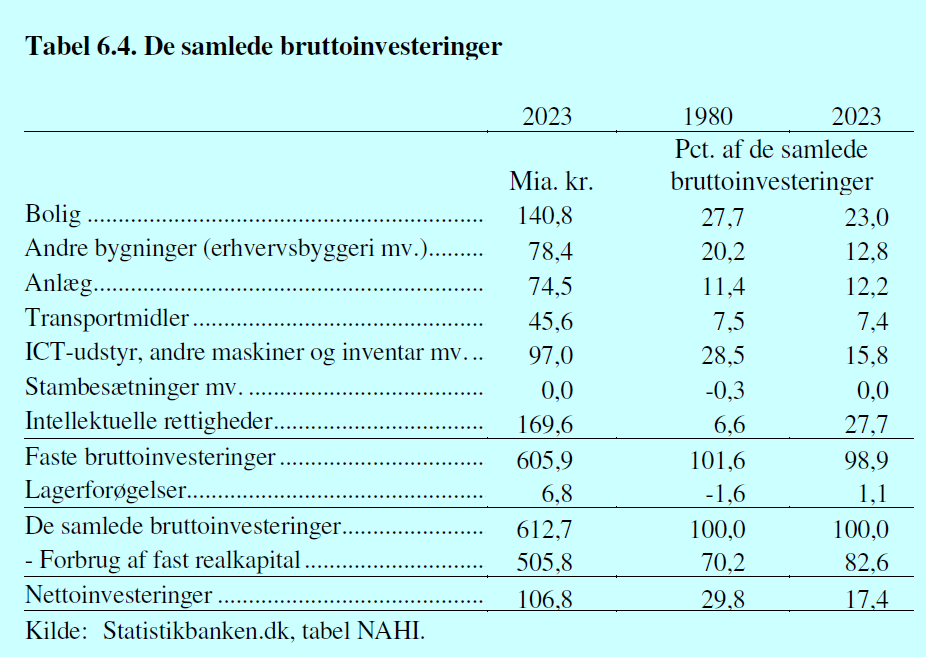 Tabel 6.4. De samlede bruttoinvesteringer
2023 1980 2023
Pct. af de samlede
Mia. kr. bruttoinvesteringer
Bolig ..................................................... 140,8 27,7 23,0
Andre bygninger (erhvervsbyggeri mv.)......... 78,4 20,2 12,8
Anlæg.................................................... 74,5 11,4 12,2
Transportmidler ....................................... 45,6 7,5 7,4
ICT-udstyr, andre maskiner og inventar mv. .. 97,0 28,5 15,8
Stambesætninger mv. ............................... 0,0 -0,3 0,0
Intellektuelle rettigheder............................ 169,6 6,6 27,7
Faste bruttoinvesteringer ........................... 605,9 101,6 98,9
Lagerforøgelser........................................ 6,8 -1,6 1,1
De samlede bruttoinvesteringer................... 612,7 100,0 100,0
- Forbrug af fast realkapital ........................ 505,8 70,2 82,6
Nettoinvesteringer .................................... 106,8 29,8 17,4
Kilde: Statistikbanken.dk, tabel NAHI.